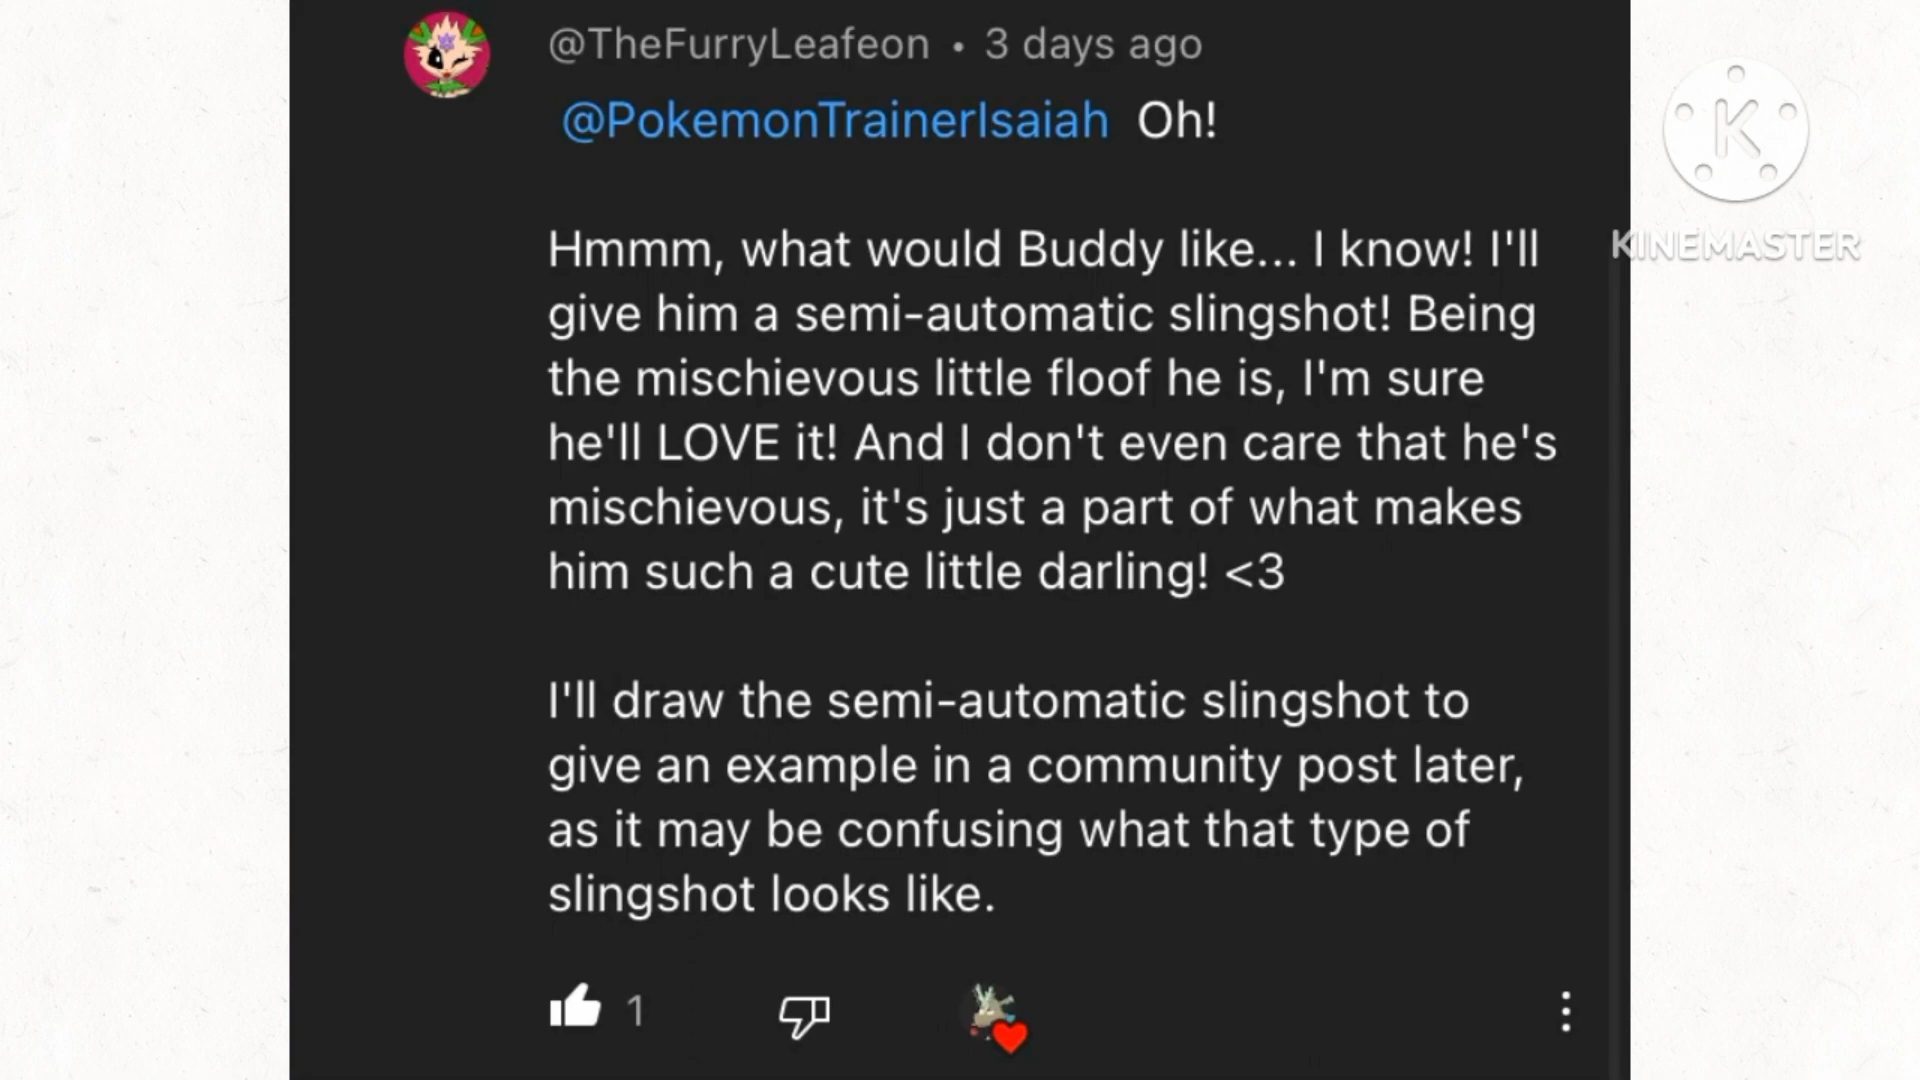 @TheFurryLeafeon • 3 days ago
@PokemonTrainerIsaiah Oh!
Hmmm, what would Buddy like... I know! I'll
give him a semi-automatic slingshot! Being
the mischievous little floof he is, I'm sure
he'll LOVE it! And I don't even care that he's
mischievous, it's just a part of what makes
him such a cute little darling! <3
I'll draw the semi-automatic slingshot to
give an example in a community post later,
as it may be confusing what that type of
slingshot looks like.
1
K
KINEMASTER